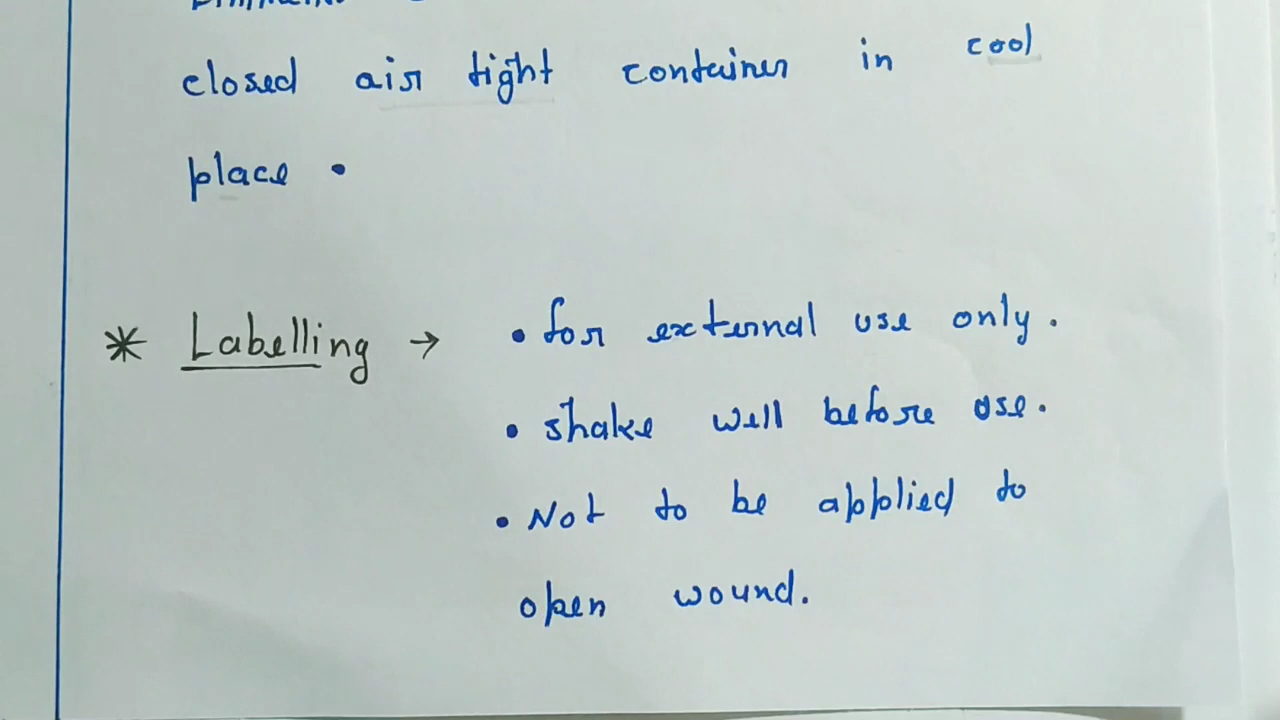 closed air tight container in cool
place •
* Labelling → • for external use only.
• shake well before use.
• Not to be applied to
open wound.